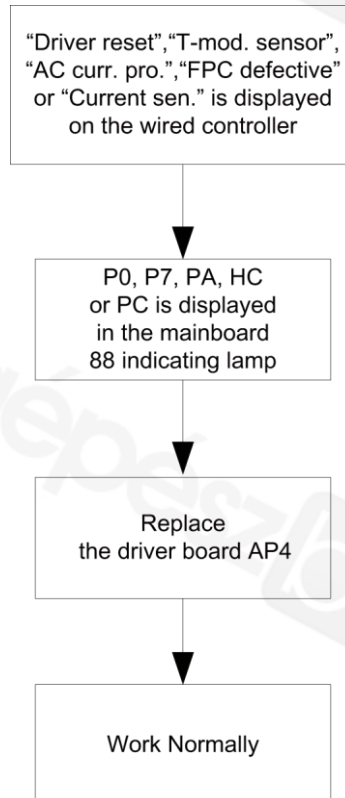 “Driver reset”,“T-mod. sensor”,
“AC curr. pro.”,“FPC defective”
or “Current sen.” is displayed
on the wired controller
P0, P7, PA, HC
or PC is displayed
in the mainboard
88 indicating lamp
Replace
the driver board AP4
Work Normally